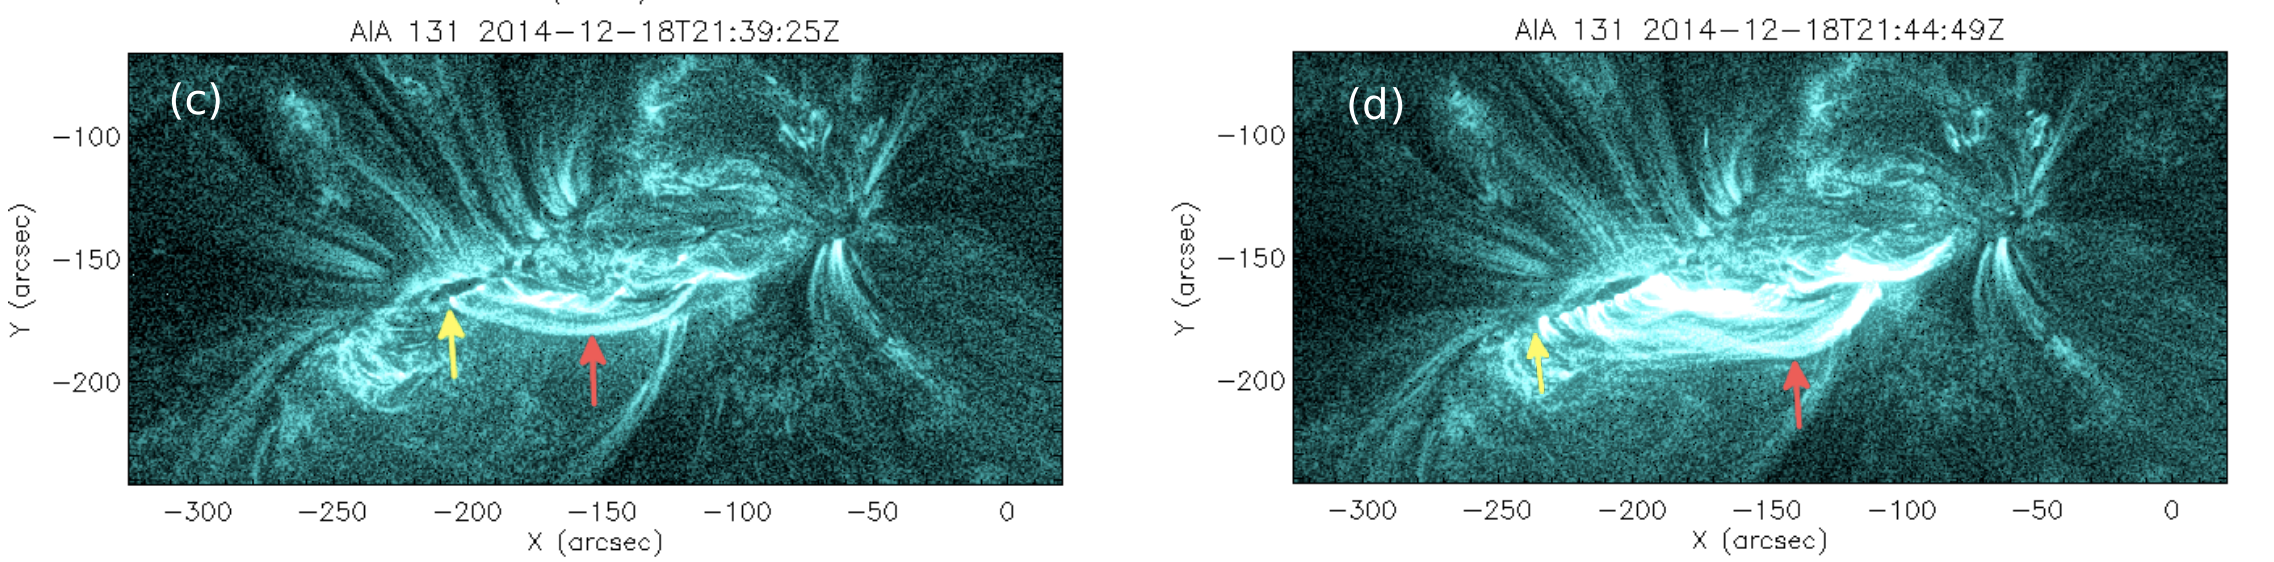 AIA 131 2014-12-18T21:39:25Z
(c)
-100
-150
-200
Y (arcsec)
-300 -250 -200 -150 -100 -50 0
X (arcsec)
AIA 131 2014-12-18T21:44:49Z
(d)
-100
-150
-200
Y (arcsec)
-300 -250 -200 -150 -100 -50 0
X (arcsec)